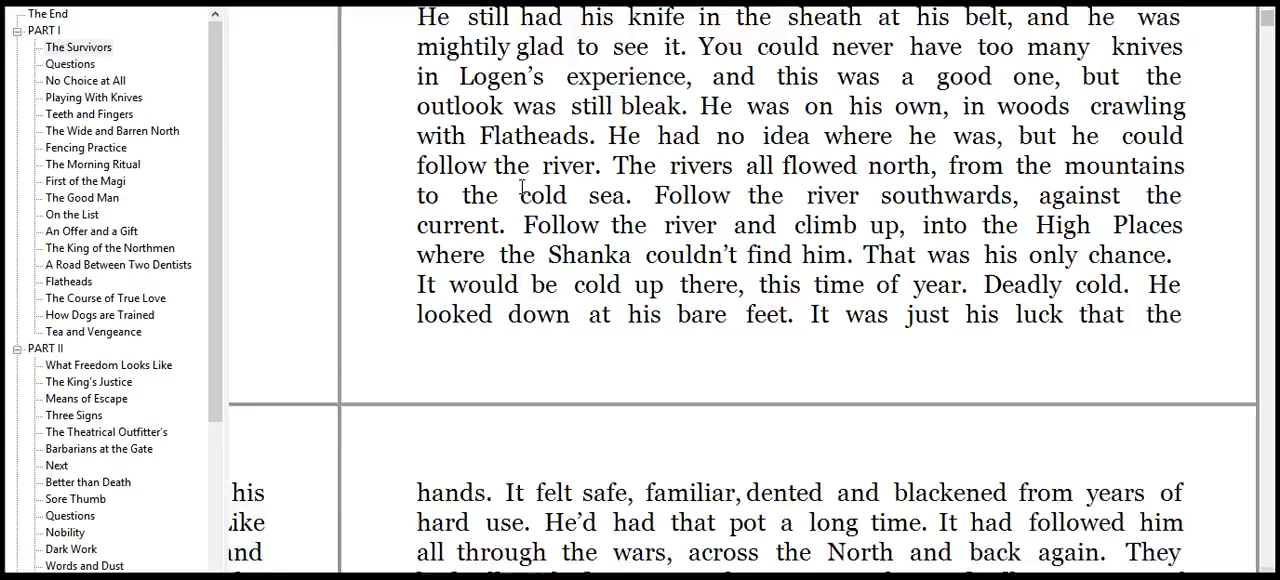 The End
PART I
The Survivors
Questions
No Choice at All
Playing With Knives
Teeth and Fingers
The Wide and Barren North
Fencing Practice
The Morning Ritual
First of the Magi
The Good Man
On the List
An Offer and a Gift
The King of the Northmen
A Road Between Two Dentists
Flatheads
The Course of True Love
How Dogs are Trained
Tea and Vengeance
PART II
What Freedom Looks Like
The King's Justice
Means of Escape
Three Signs
The Theatrical Outfitter's
Barbarians at the Gate
Next
Better than Death
Sore Thumb
Questions
Nobility
Dark Work
Words and Dust
his
and
He still had his knife in the sheath at his belt, and he was
mightily glad to see it. You could never have too many knives
in Logen’s experience, and this was a good one, but the
outlook was still bleak. He was on his own, in woods crawling
with Flatheads. He had no idea where he was, but he could
follow the river. The rivers all flowed north, from the mountains
to the cold sea. Follow the river southwards, against the
current. Follow the river and climb up, into the High Places
where the Shanka couldn’t find him. That was his only chance.
It would be cold up there, this time of year. Deadly cold. He
looked down at his bare feet. It was just his luck that the
hands. It felt safe, familiar, dented and blackened from years of
hard use. He’d had that pot a long time. It had followed him
all through the wars, across the North and back again. They